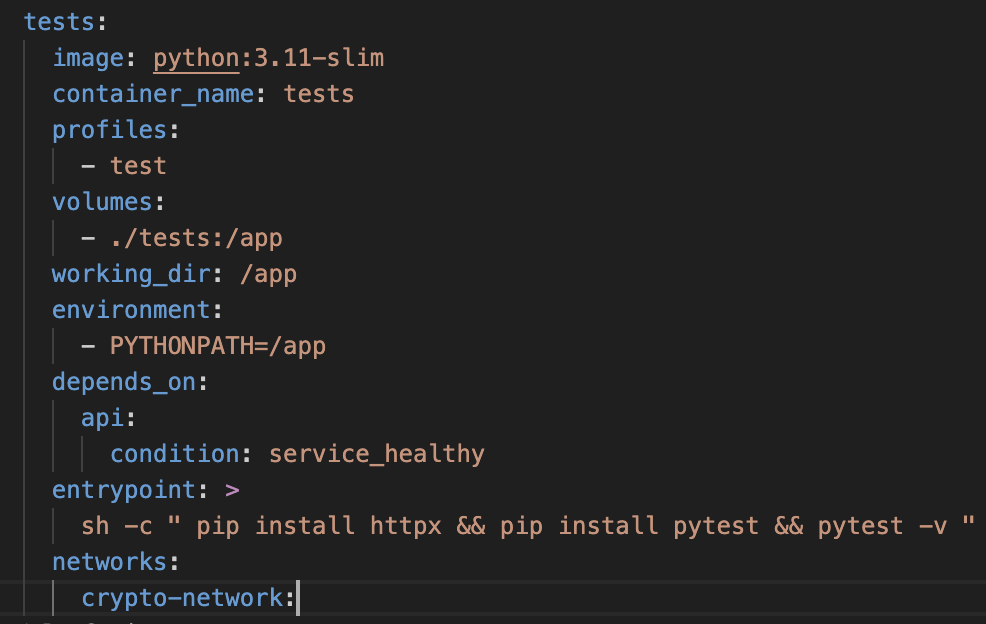 tests:
image: python:3.11-slim
container_name: tests
profiles:
- test
volumes:
- ./tests:/app
working_dir: /app
environment:
- PYTHONPATH=/app
depends_on:
api:
condition: service_healthy
entrypoint: >
sh -c " pip install httpx && pip install pytest && pytest -v "
networks:
crypto-network: